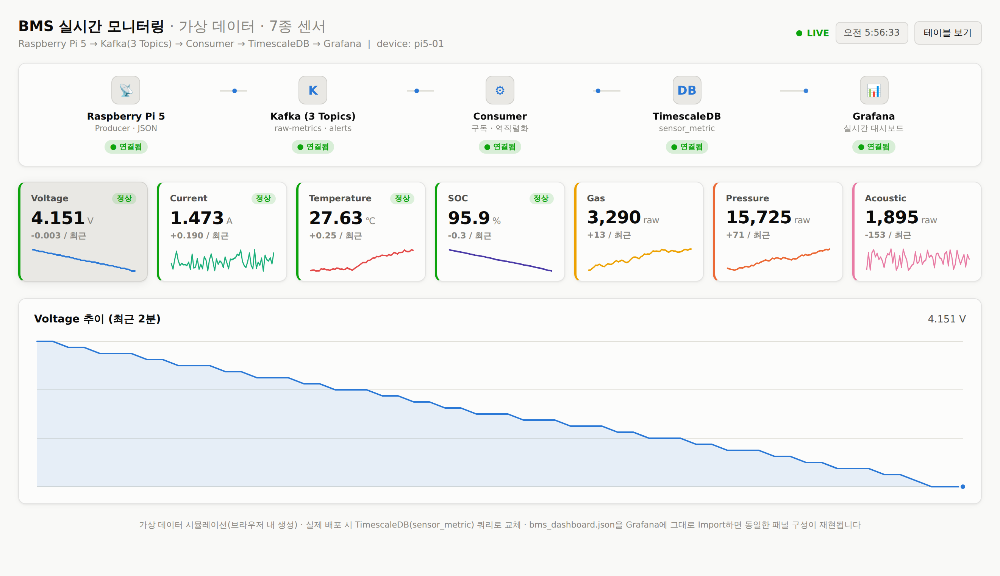 BMS 실시간 모니터링 · 가상 데이터 · 7종 센서
Raspberry Pi 5 → Kafka(3 Topics) → Consumer → TimescaleDB → Grafana | device: pi5-01
● LIVE
오전 5:56:33
테이블 보기
Raspberry Pi 5
Producer · JSON
● 연결됨
K
Kafka (3 Topics)
raw-metrics · alerts
● 연결됨
Consumer
구독 · 역직렬화
● 연결됨
DB
TimescaleDB
sensor_metric
● 연결됨
Grafana
실시간 대시보드
● 연결됨
Voltage 정상
4.151 V
-0.003 / 최근
Current 정상
1.473 A
+0.190 / 최근
Temperature 정상
27.63 ℃
+0.25 / 최근
SOC 정상
95.9 %
-0.3 / 최근
Gas
3,290 raw
+13 / 최근
Pressure
15,725 raw
+71 / 최근
Acoustic
1,895 raw
-153 / 최근
Voltage 추이 (최근 2분)
4.151 V
가상 데이터 시뮬레이션(브라우저 내 생성) · 실제 배포 시 TimescaleDB(sensor_metric) 쿼리로 교체 · bms_dashboard.json을 Grafana에 그대로 Import하면 동일한 패널 구성이 재현됩니다